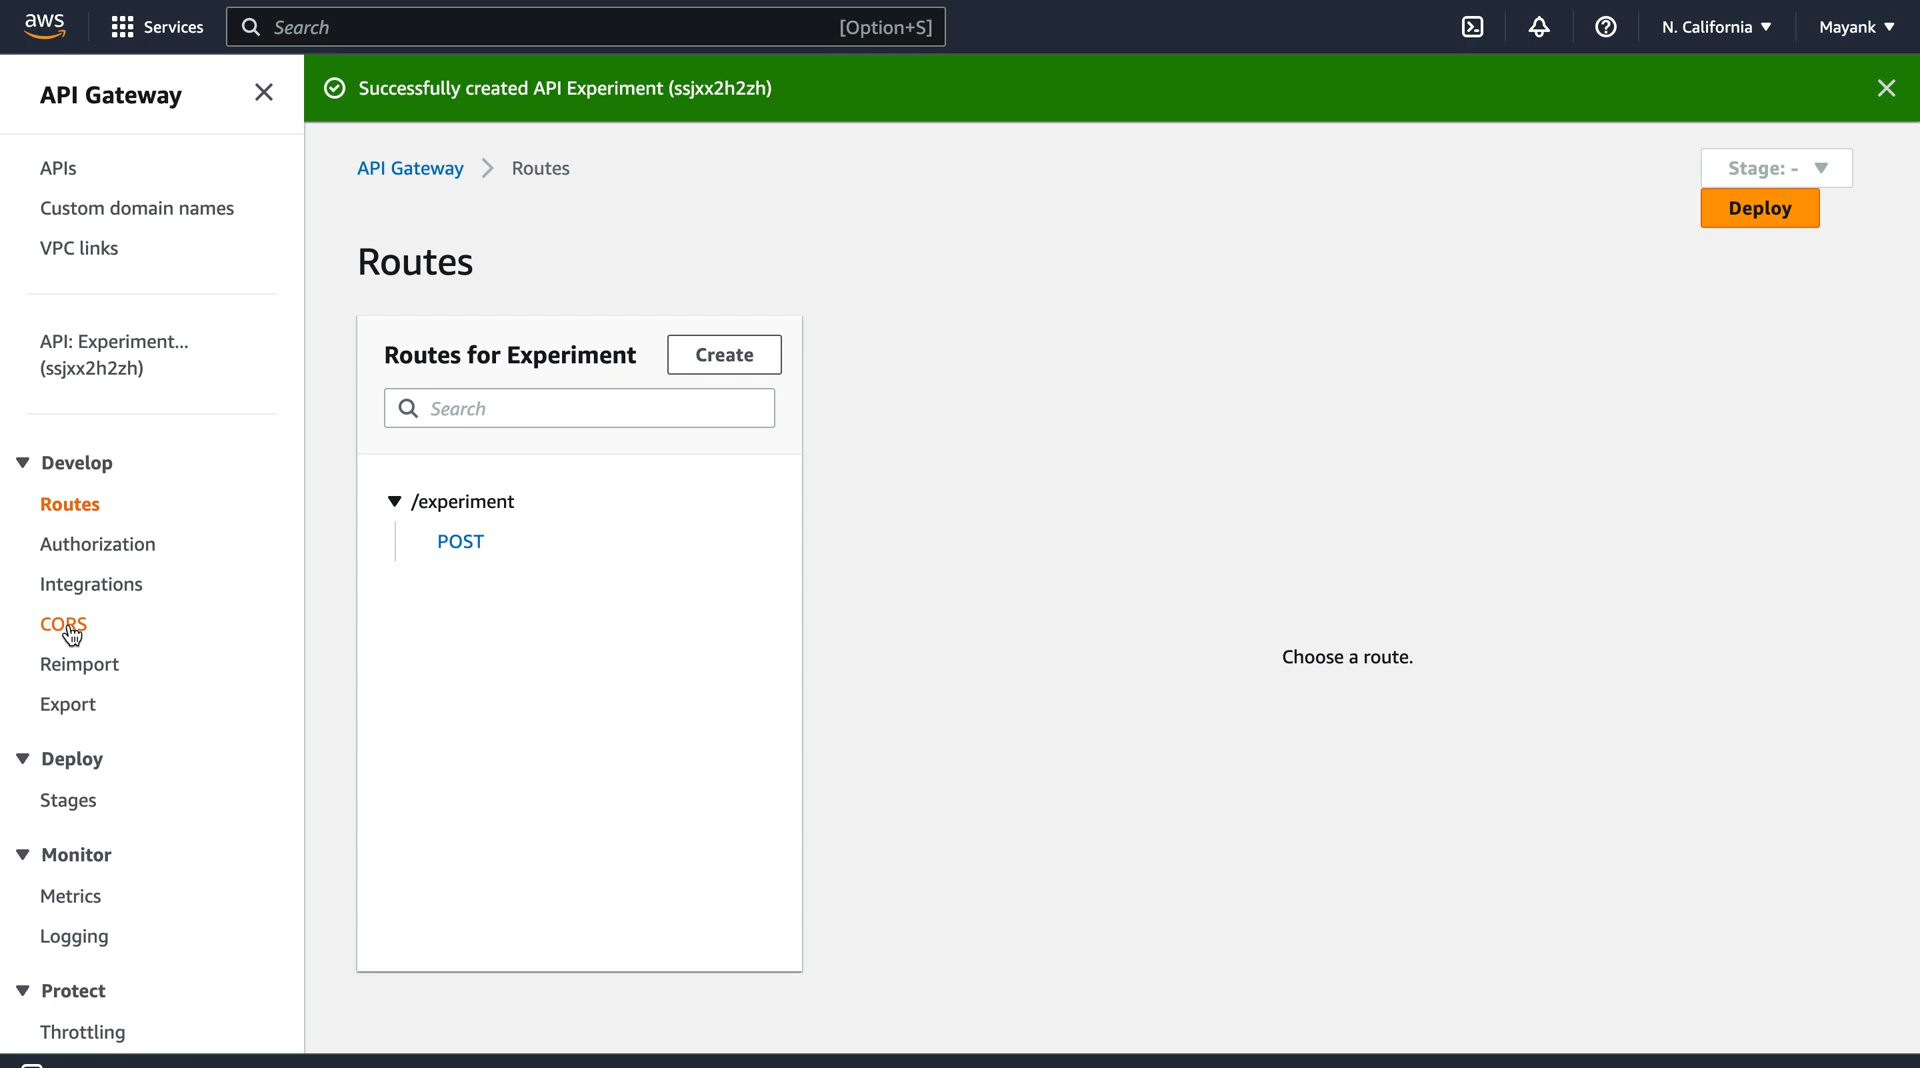 aws
Services
Search
[Option+S]
N. California
Mayank
API Gateway
Successfully created API Experiment (ssjxx2h2zh)
APIs
Custom domain names
VPC links
API: Experiment...
(ssjxx2h2zh)
Develop
Routes
Authorization
Integrations
CORS
Reimport
Export
Deploy
Stages
Monitor
Metrics
Logging
Protect
Throttling
API Gateway
Routes
Stage: -
Deploy
Routes
Routes for Experiment
Create
Search
/experiment
POST
Choose a route.